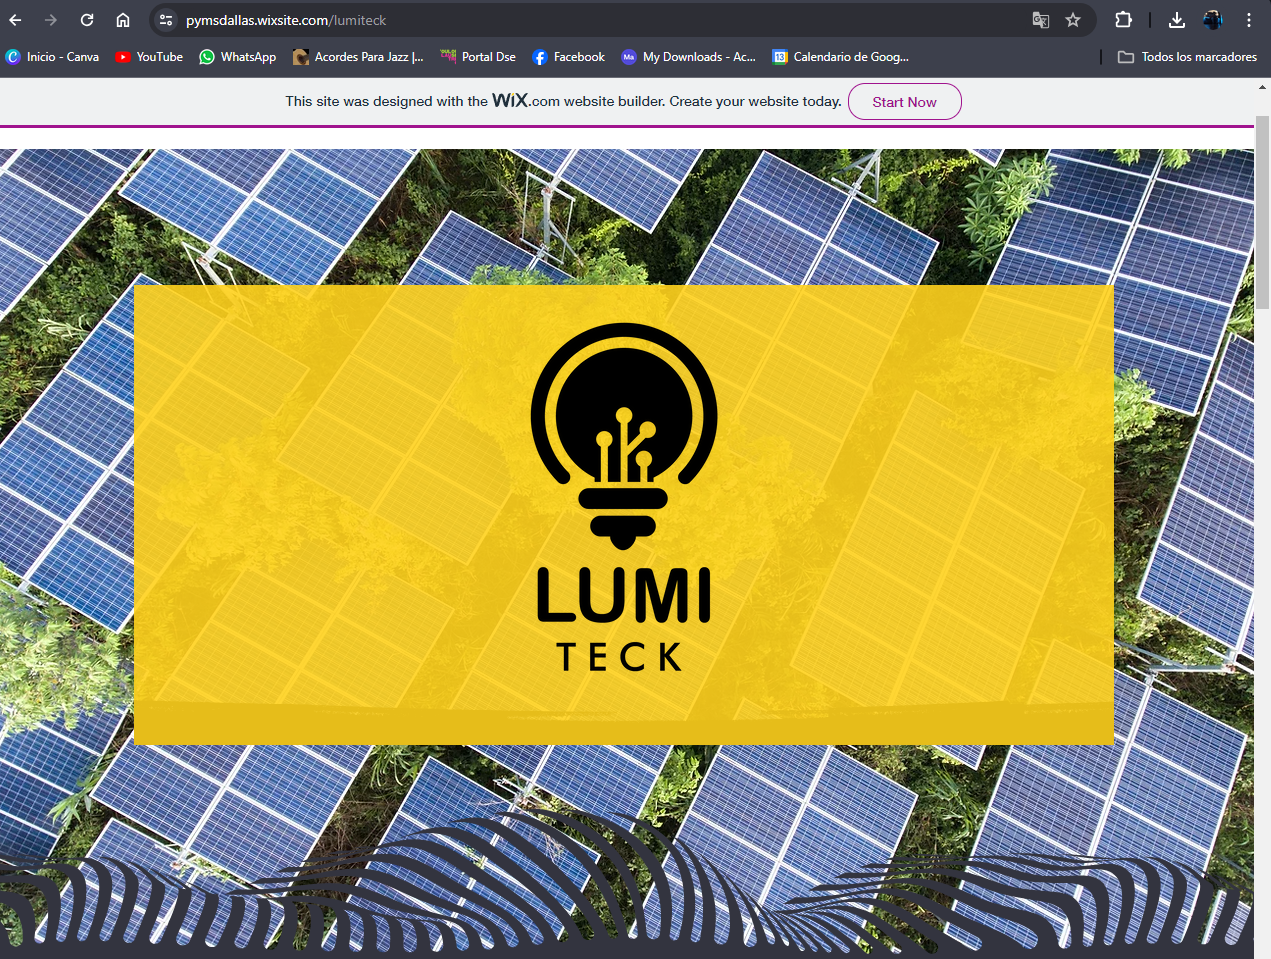 pymsdallas.wixsite.com/lumiteck
Inicio - Canva YouTube WhatsApp Acordes Para Jazz |... Portal Dse Facebook Ma My Downloads - Ac... 13 Calendario de Goog... Todos los marcadores
This site was designed with the WiX.com website builder. Create your website today. Start Now
LUMI
TECK